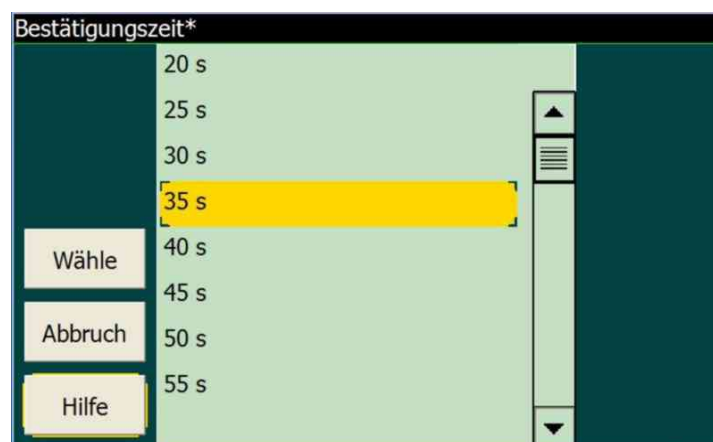 Bestätigungszeit*
20 s
25 s
30 s
35 s
40 s
45 s
50 s
55 s
Wähle
Abbruch
Hilfe